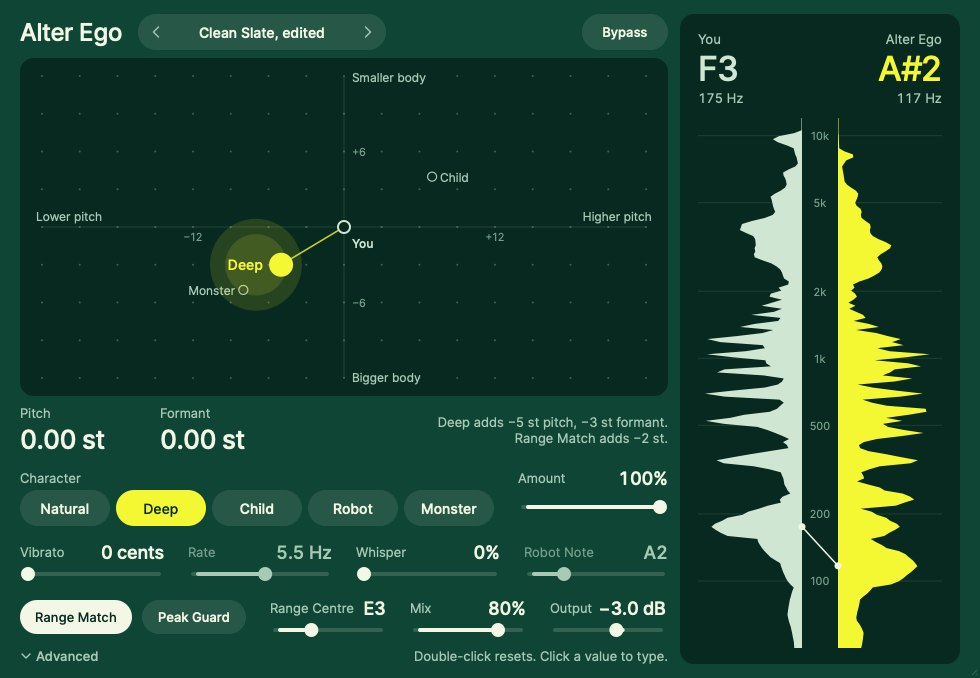 Alter Ego
Clean Slate, edited
Bypass
Smaller body
+6
Child
Lower pitch
Higher pitch
−12
+12
You
Deep
Monster
−6
Bigger body
Pitch
0.00 st
Formant
0.00 st
Deep adds −5 st pitch, −3 st formant.
Range Match adds −2 st.
Character
Natural
Deep
Child
Robot
Monster
Amount
100%
Vibrato
0 cents
Rate
5.5 Hz
Whisper
0%
Robot Note
A2
Range Match
Peak Guard
Range Centre
E3
Mix
80%
Output
−3.0 dB
Advanced
Double-click resets. Click a value to type.
You
F3
175 Hz
Alter Ego
A#2
117 Hz
10k
5k
2k
1k
500
200
100